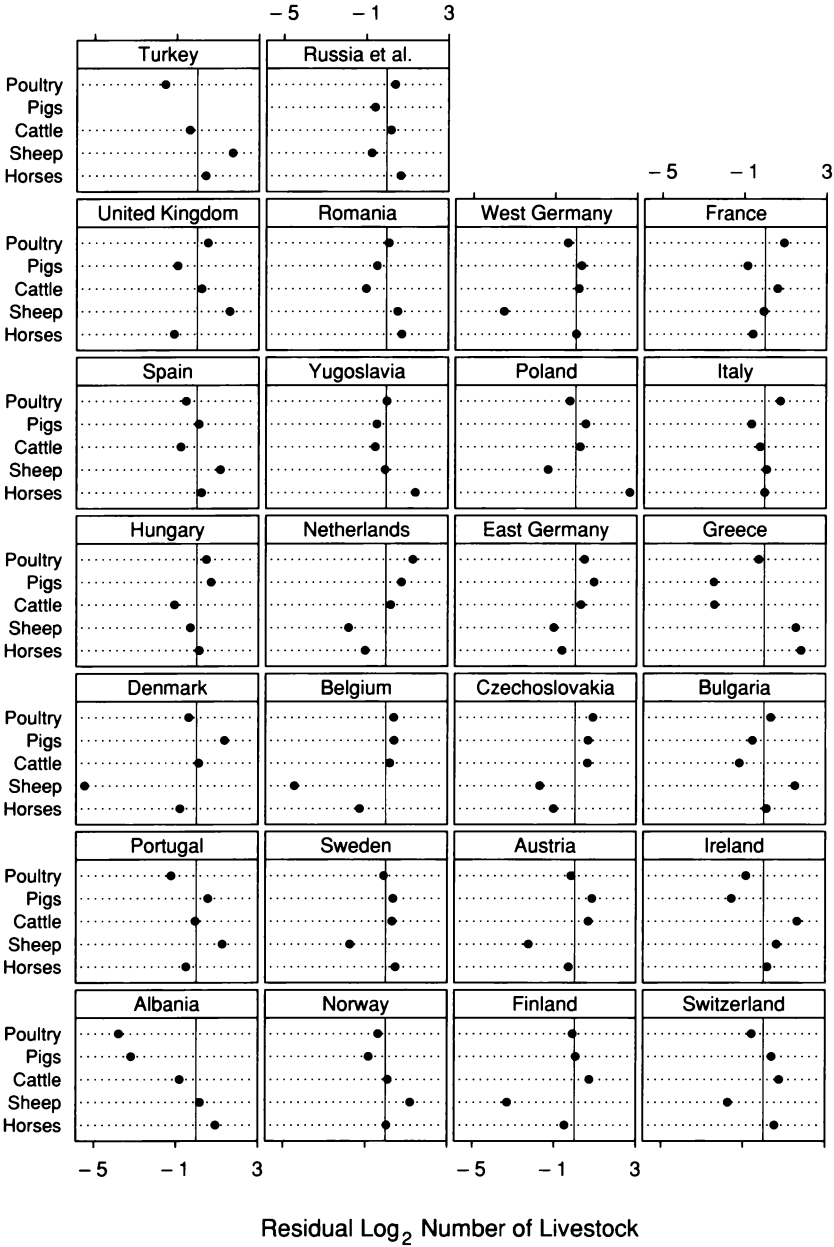 − 5 − 1 3
Turkey Russia et al.
Poultry
Pigs
Cattle
Sheep
Horses
− 5 − 1 3
United Kingdom Romania West Germany France
Poultry
Pigs
Cattle
Sheep
Horses
Spain Yugoslavia Poland Italy
Poultry
Pigs
Cattle
Sheep
Horses
Hungary Netherlands East Germany Greece
Poultry
Pigs
Cattle
Sheep
Horses
Denmark Belgium Czechoslovakia Bulgaria
Poultry
Pigs
Cattle
Sheep
Horses
Portugal Sweden Austria Ireland
Poultry
Pigs
Cattle
Sheep
Horses
Albania Norway Finland Switzerland
Poultry
Pigs
Cattle
Sheep
Horses
− 5 − 1 3 − 5 − 1 3
Residual Log₂ Number of Livestock